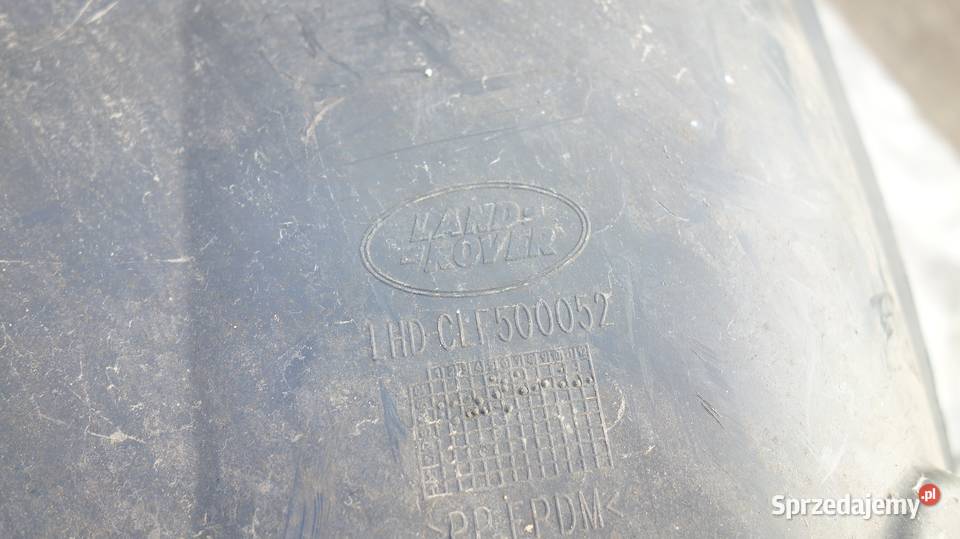 LAND-
ROVER
LHD CLF500052
>PP EPDM<
Sprzedajemy.pl